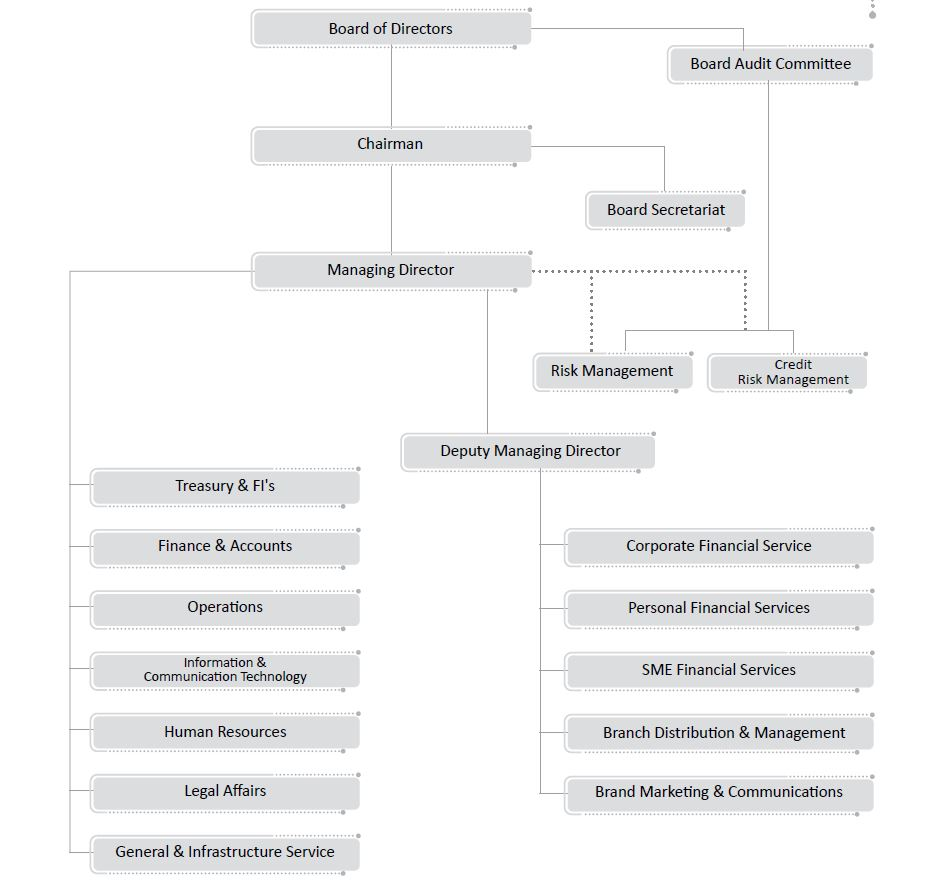 Board of Directors
Board Audit Committee
Chairman
Board Secretariat
Managing Director
Risk Management
Credit
Risk Management
Deputy Managing Director
Treasury & FI's
Finance & Accounts
Operations
Information &
Communication Technology
Human Resources
Legal Affairs
General & Infrastructure Service
Corporate Financial Service
Personal Financial Services
SME Financial Services
Branch Distribution & Management
Brand Marketing & Communications